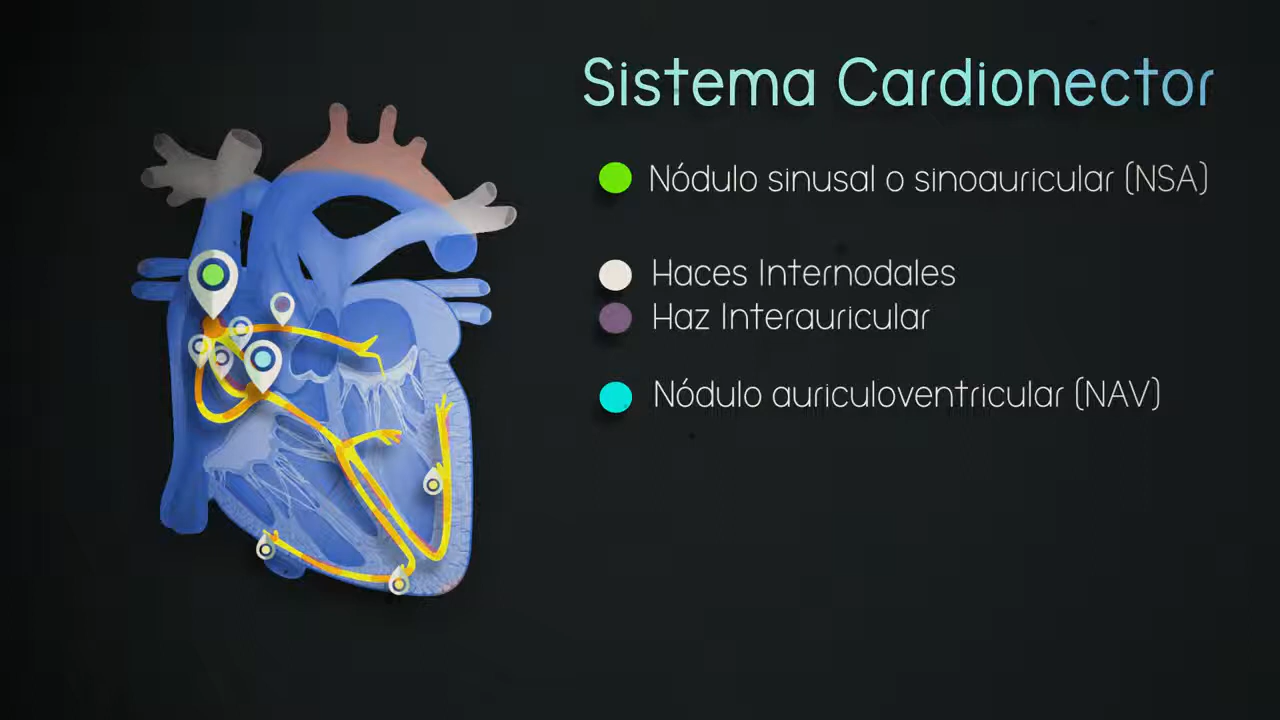 Sistema Cardionector
Nódulo sinusal o sinoauricular (NSA)
Haces Internodales
Haz Interauricular
Nódulo auriculoventricular (NAV)